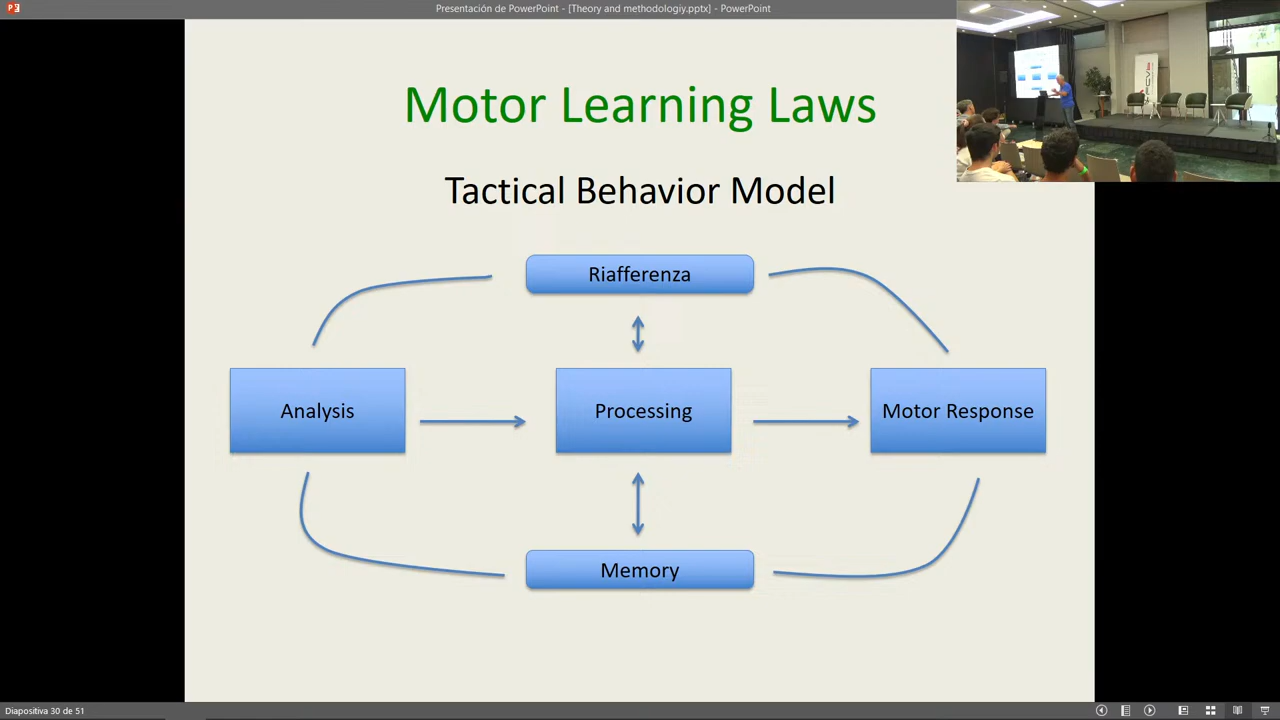 Presentación de PowerPoint - [Theory and methodologiy.pptx] - PowerPoint
Motor Learning Laws
Tactical Behavior Model
Riafferenza
Analysis
Processing
Motor Response
Memory
Diapositiva 30 de 51